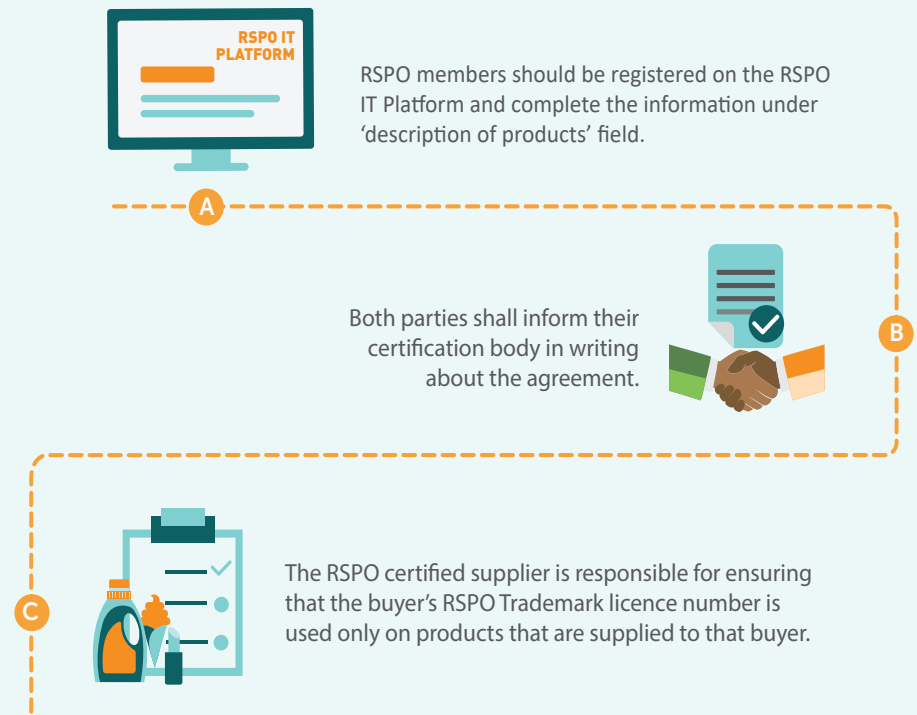 RSPO IT
PLATFORM
RSPO members should be registered on the RSPO
IT Platform and complete the information under
‘description of products’ field.
A
Both parties shall inform their
certification body in writing
about the agreement.
B
C
The RSPO certified supplier is responsible for ensuring
that the buyer’s RSPO Trademark licence number is
used only on products that are supplied to that buyer.